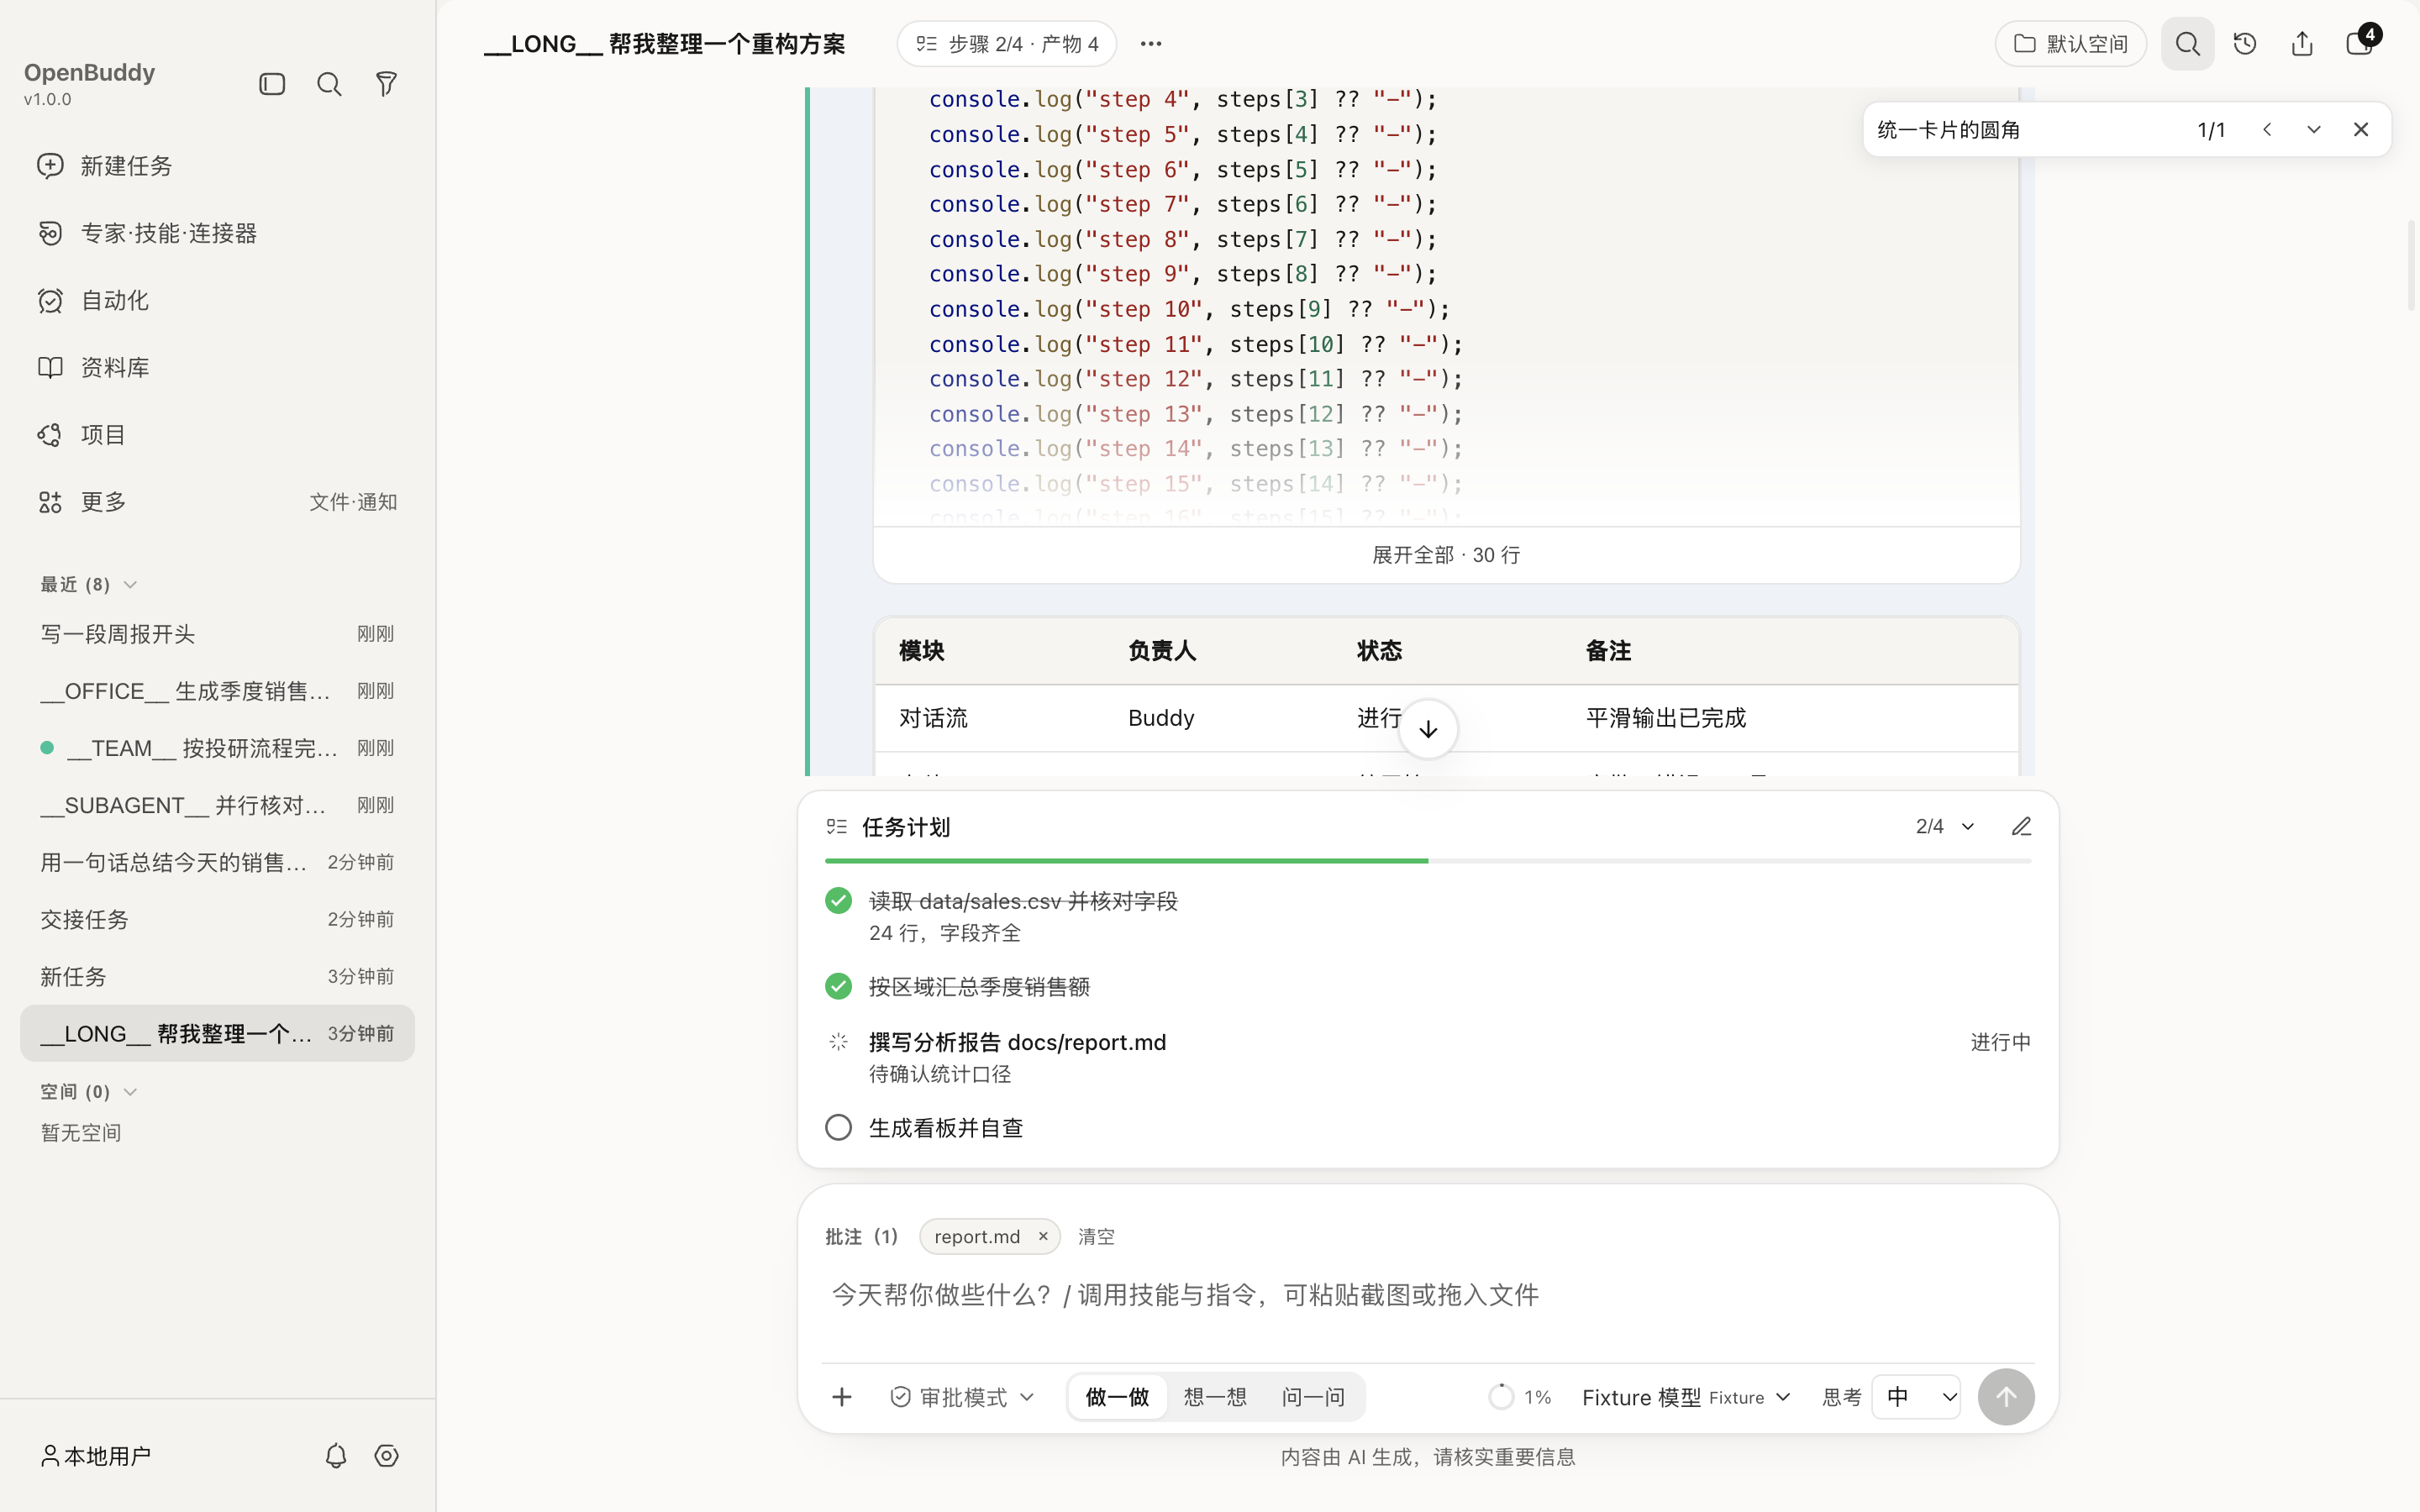 OpenBuddy
v1.0.0
新建任务
专家·技能·连接器
自动化
资料库
项目
更多 文件·通知
最近 (8)
写一段周报开头 刚刚
__OFFICE__ 生成季度销售... 刚刚
__TEAM__ 按投研流程完... 刚刚
__SUBAGENT__ 并行核对... 刚刚
用一句话总结今天的销售... 2分钟前
交接任务 2分钟前
新任务 3分钟前
__LONG__ 帮我整理一个... 3分钟前
空间 (0)
暂无空间
本地用户
__LONG__ 帮我整理一个重构方案 步骤 2/4 · 产物 4 默认空间 4
统一卡片的圆角 1/1
console.log("step 4", steps[3] ?? "—");
console.log("step 5", steps[4] ?? "—");
console.log("step 6", steps[5] ?? "—");
console.log("step 7", steps[6] ?? "—");
console.log("step 8", steps[7] ?? "—");
console.log("step 9", steps[8] ?? "—");
console.log("step 10", steps[9] ?? "—");
console.log("step 11", steps[10] ?? "—");
console.log("step 12", steps[11] ?? "—");
console.log("step 13", steps[12] ?? "—");
console.log("step 14", steps[13] ?? "—");
console.log("step 15", steps[14] ?? "—");
console.log("step 16", steps[15] ?? "—");
展开全部 · 30 行
模块 负责人 状态 备注
对话流 Buddy 进行 平滑输出已完成
任务计划 2/4
读取 data/sales.csv 并核对字段
24 行，字段齐全
按区域汇总季度销售额
撰写分析报告 docs/report.md 进行中
待确认统计口径
生成看板并自查
批注（1） report.md × 清空
今天帮你做些什么？/ 调用技能与指令，可粘贴截图或拖入文件
审批模式 做一做 想一想 问一问 1% Fixture 模型 Fixture 思考 中
内容由 AI 生成，请核实重要信息